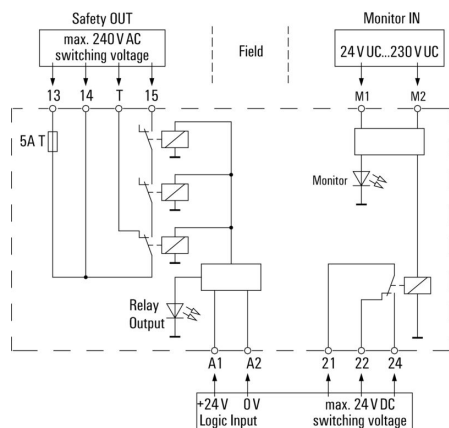 Safety OUT
max. 240 V AC
switching voltage
Field
Monitor IN
24 V UC...230 V UC
13 14 T 15
M1 M2
5A T
Monitor
Relay
Output
A1 A2
21 22 24
+24 V 0 V
Logic Input
max. 24 V DC
switching voltage